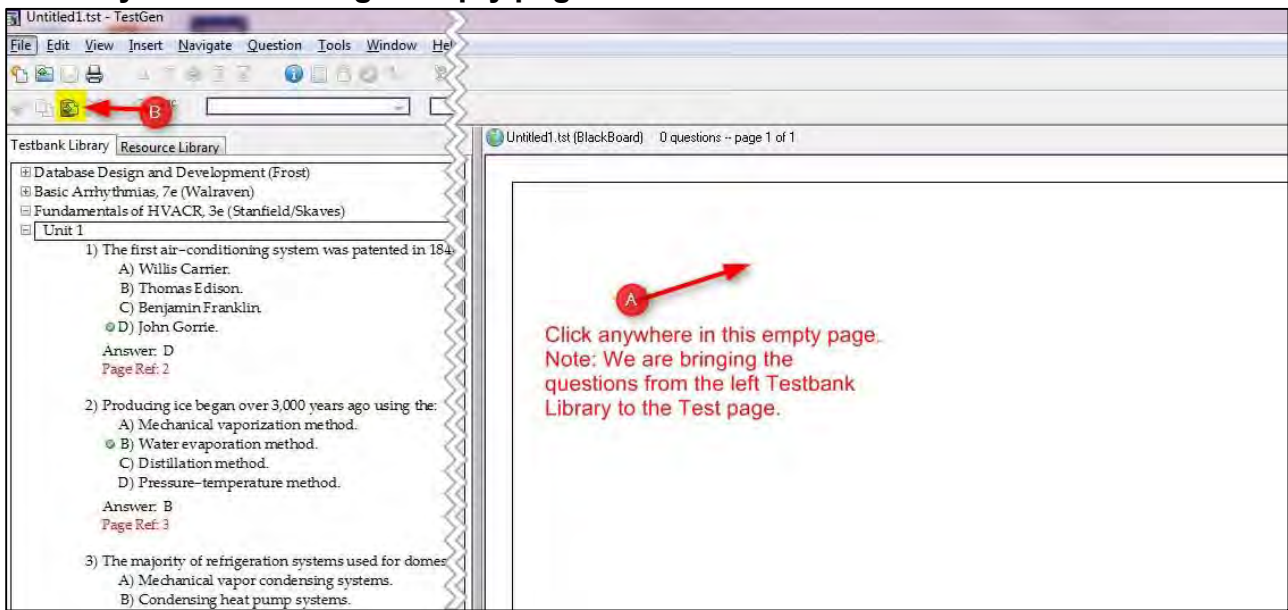 Untitled1.tst - TestGen
File Edit View Insert Navigate Question Tools Window Hel
B
Testbank Library Resource Library
Untitled1.tst (BlackBoard) 0 questions -- page 1 of 1
Database Design and Development (Frost)
Basic Arrhythmias, 7e (Walraven)
Fundamentals of HVACR, 3e (Stanfield/Skaves)
Unit 1
1) The first air-conditioning system was patented in 184
A) Willis Carrier.
B) Thomas Edison.
C) Benjamin Franklin.
D) John Gorrie.
Answer: D
Page Ref: 2
2) Producing ice began over 3,000 years ago using the:
A) Mechanical vaporization method.
B) Water evaporation method.
C) Distillation method.
D) Pressure-temperature method.
Answer: B
Page Ref: 3
3) The majority of refrigeration systems used for domes
A) Mechanical vapor condensing systems.
B) Condensing heat pump systems.
A
Click anywhere in this empty page.
Note: We are bringing the
questions from the left Testbank
Library to the Test page.